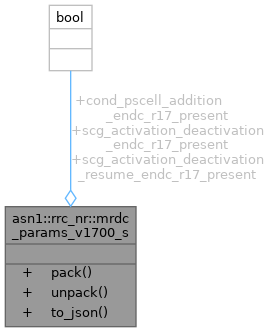 bool
+cond_pscell_addition
_endc_r17_present
+scg_activation_deactivation
_endc_r17_present
+scg_activation_deactivation
_resume_endc_r17_present
asn1::rrc_nr::mrdc
_params_v1700_s
+ pack()
+ unpack()
+ to_json()